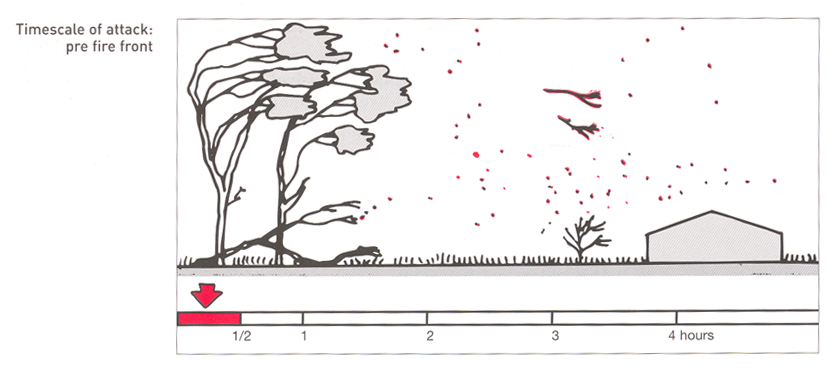 Timescale of attack:
pre fire front
1/2 1 2 3 4 hours